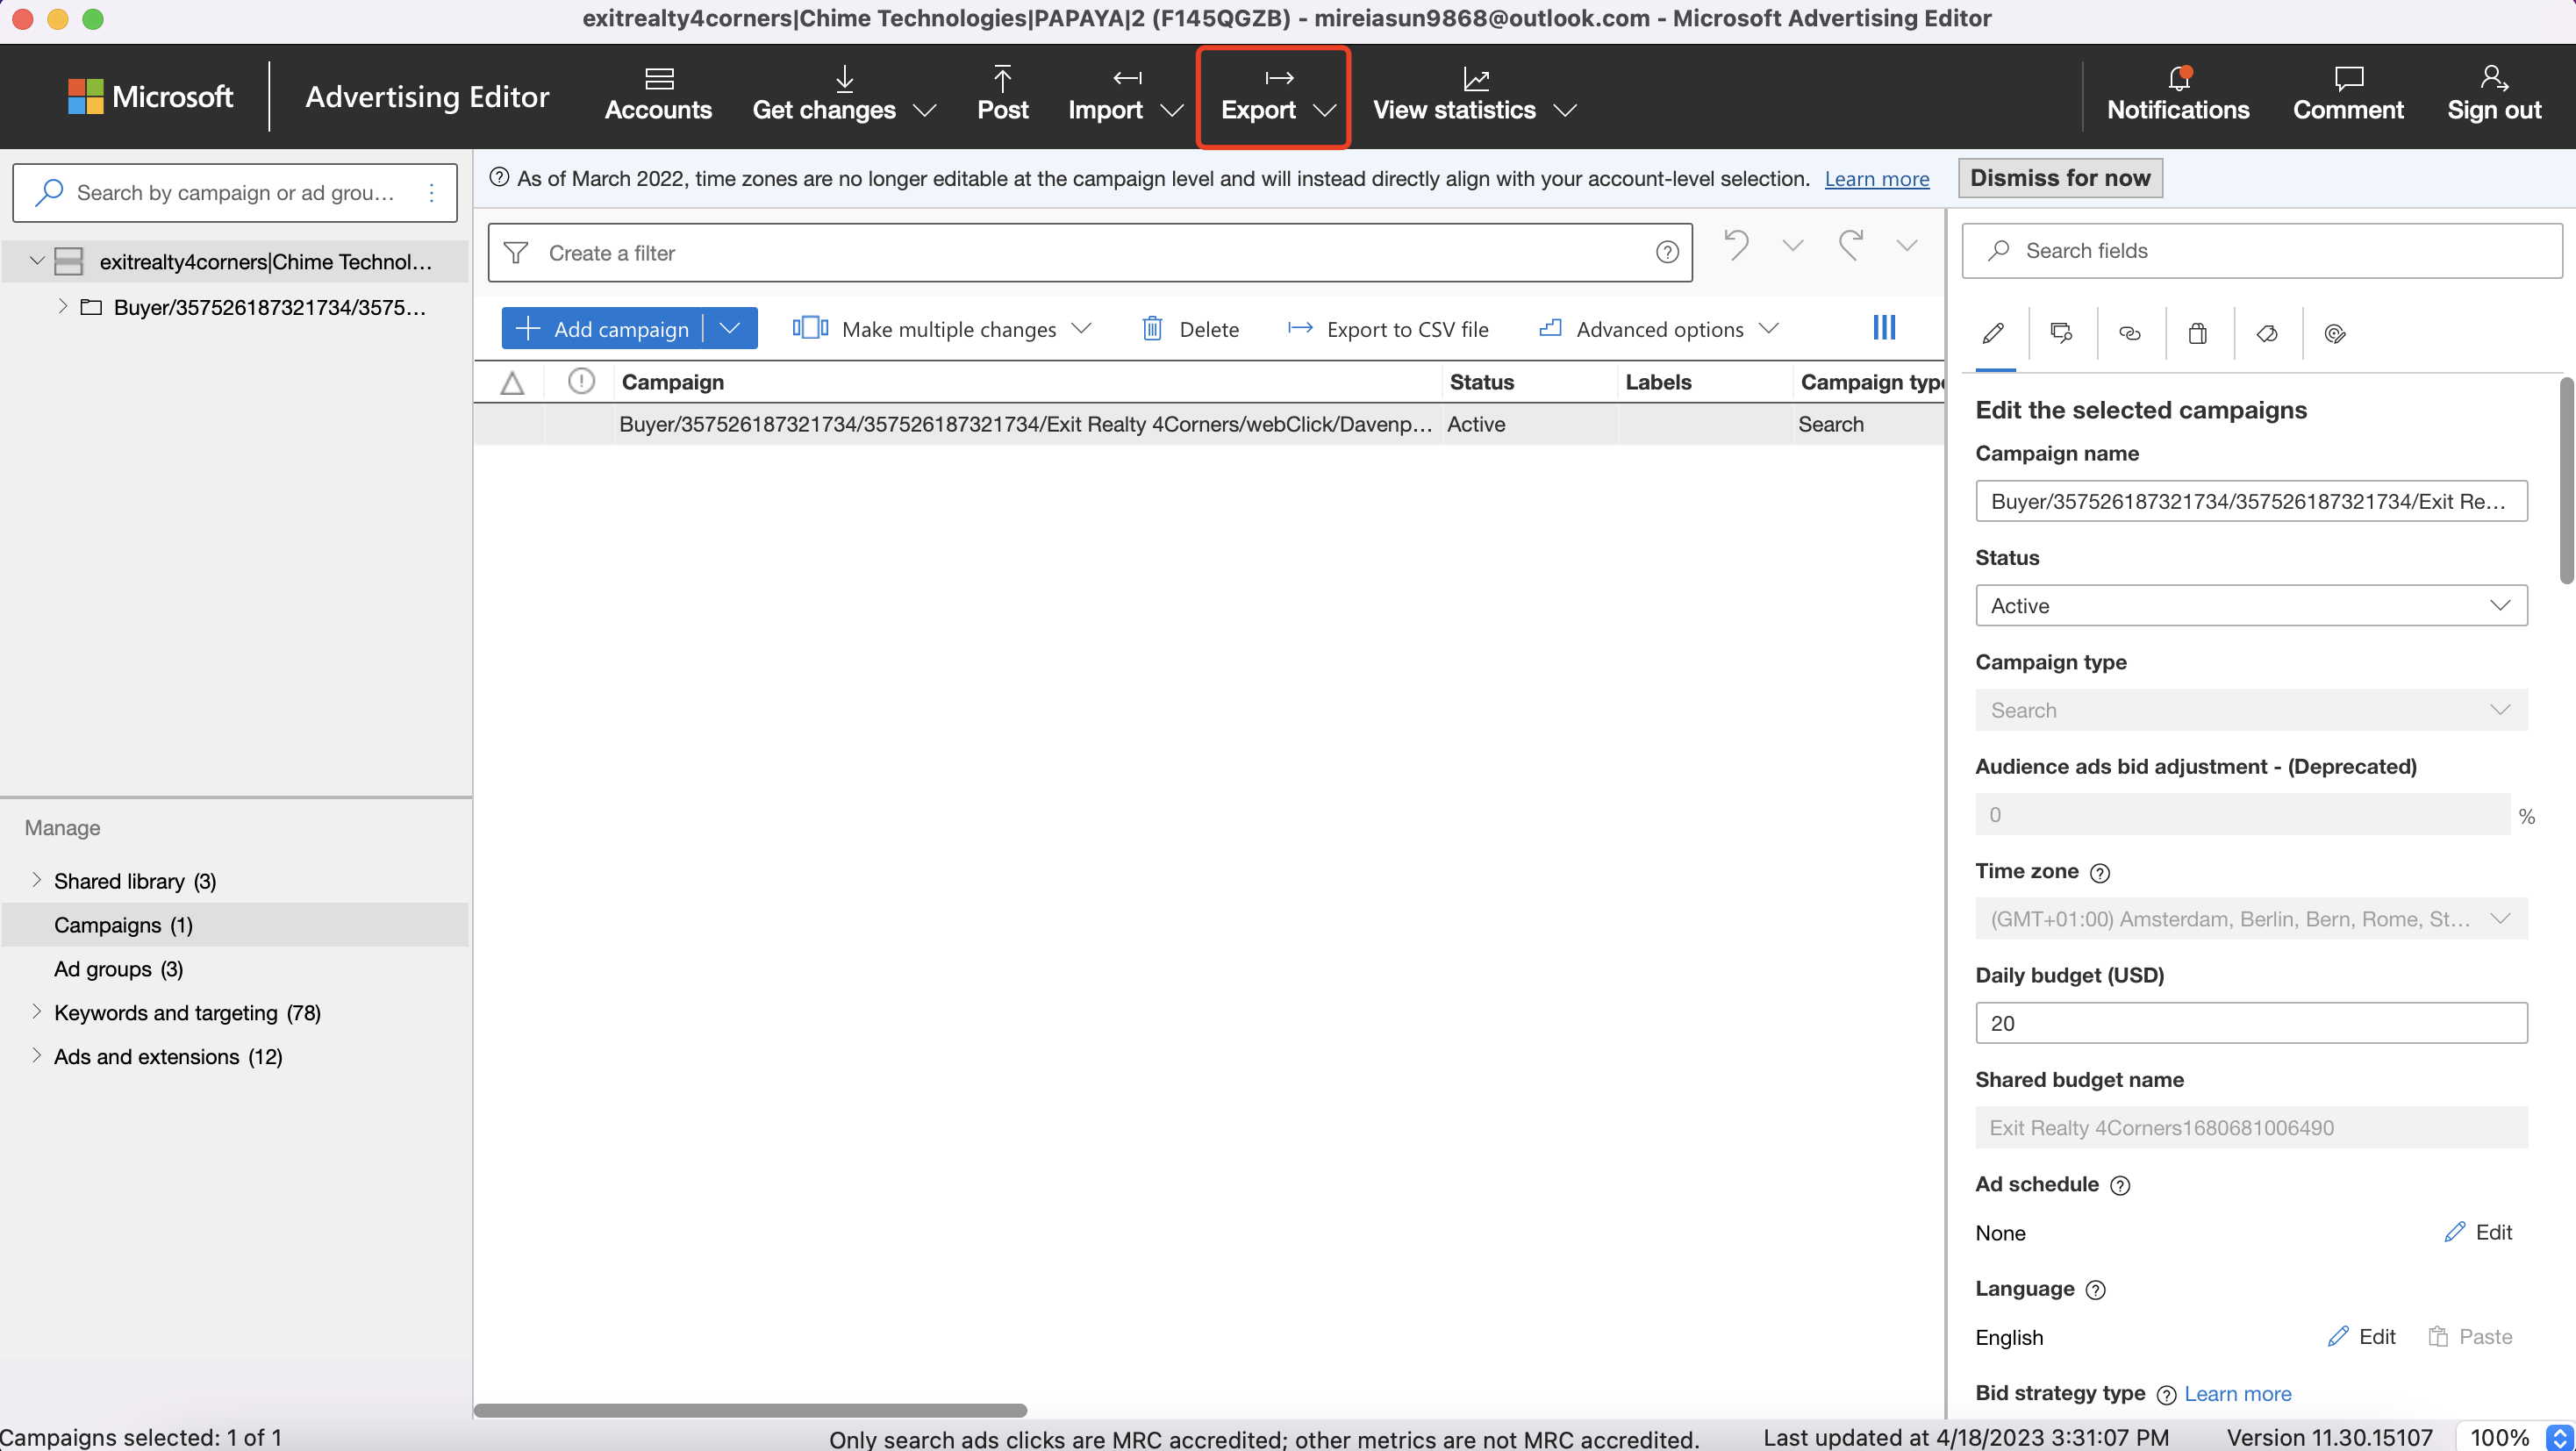 exitrealty4corners|Chime Technologies|PAPAYA|2 (F145QGZB) - mireiasun9868@outlook.com - Microsoft Advertising Editor
Microsoft
Advertising Editor
Accounts
Get changes
Post
Import
Export
View statistics
Notifications
Comment
Sign out
Search by campaign or ad grou...
As of March 2022, time zones are no longer editable at the campaign level and will instead directly align with your account-level selection. Learn more
Dismiss for now
exitrealty4corners|Chime Technol...
Buyer/357526187321734/3575...
Create a filter
Search fields
Add campaign
Make multiple changes
Delete
Export to CSV file
Advanced options
Campaign
Status
Labels
Campaign type
Buyer/357526187321734/357526187321734/Exit Realty 4Corners/webClick/Davenp...
Active
Search
Edit the selected campaigns
Campaign name
Buyer/357526187321734/357526187321734/Exit Re...
Status
Active
Campaign type
Search
Audience ads bid adjustment - (Deprecated)
0
%
Time zone
(GMT+01:00) Amsterdam, Berlin, Bern, Rome, St...
Daily budget (USD)
20
Shared budget name
Exit Realty 4Corners1680681006490
Ad schedule
None
Edit
Language
English
Edit
Paste
Bid strategy type
Learn more
Manage
Shared library (3)
Campaigns (1)
Ad groups (3)
Keywords and targeting (78)
Ads and extensions (12)
Campaigns selected: 1 of 1
Only search ads clicks are MRC accredited; other metrics are not MRC accredited.
Last updated at 4/18/2023 3:31:07 PM
Version 11.30.15107
100%